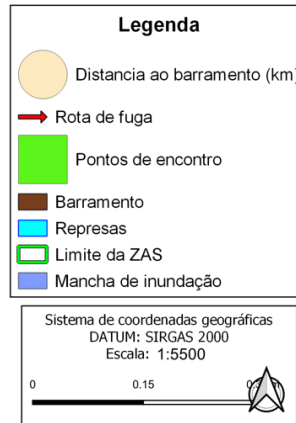 Legenda
Distancia ao barramento (km)
Rota de fuga
Pontos de encontro
Barramento
Represas
Limite da ZAS
Mancha de inundação
Sistema de coordenadas geográficas
DATUM: SIRGAS 2000
Escala: 1:5500
0 0.15